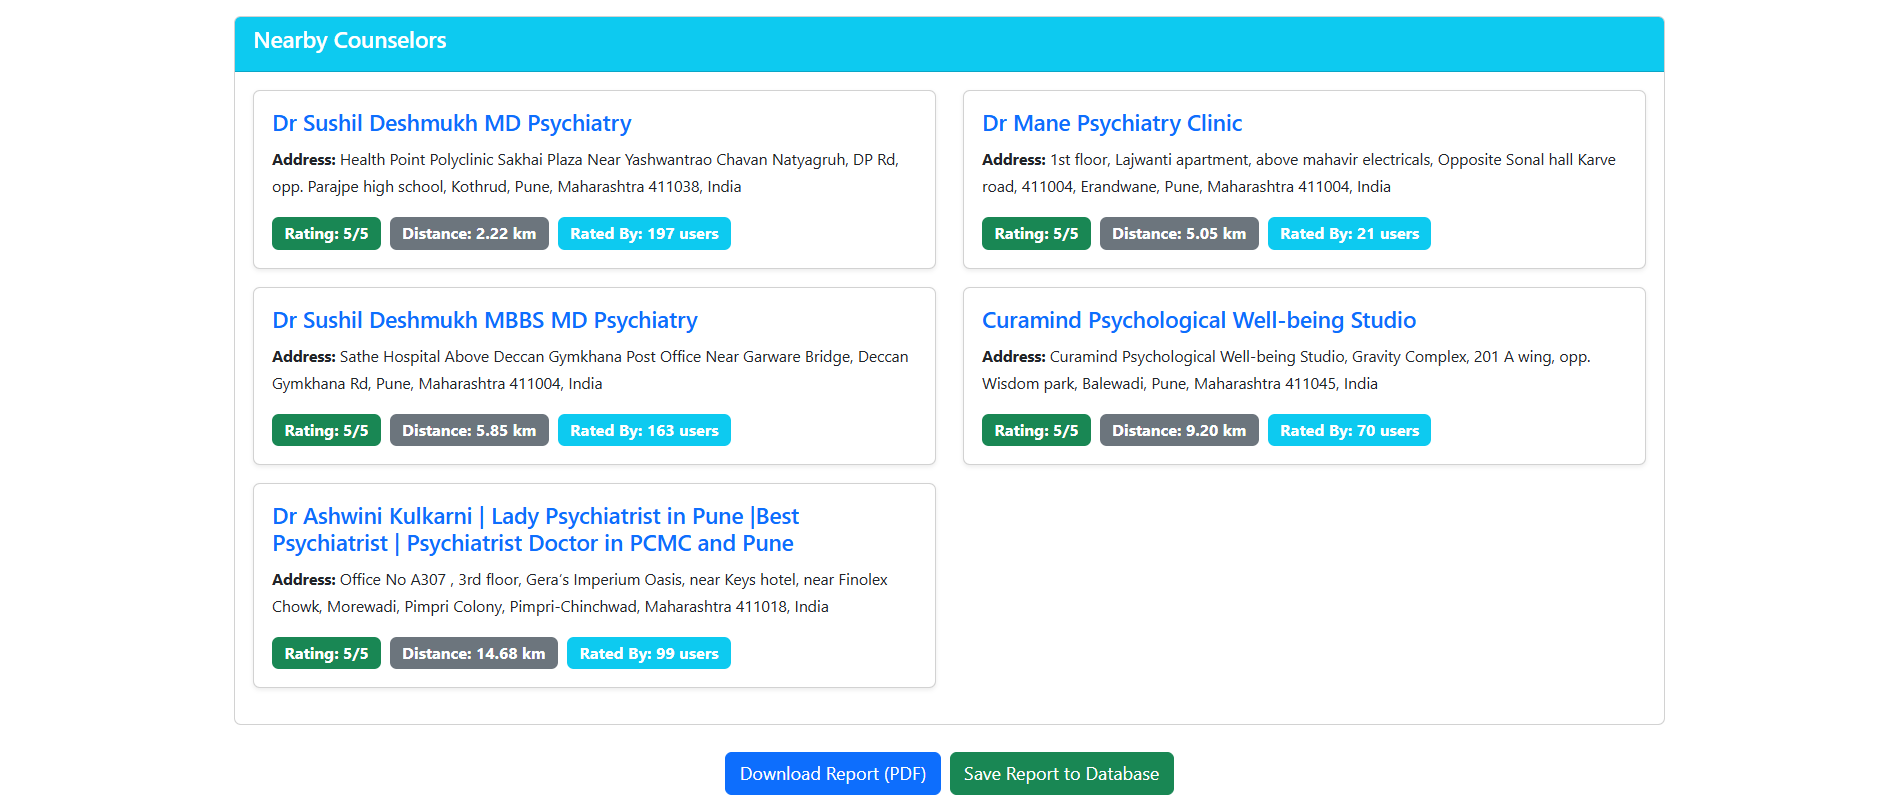 Nearby Counselors
Dr Sushil Deshmukh MD Psychiatry
Address: Health Point Polyclinic Sakhai Plaza Near Yashwantrao Chavan Natyagruh, DP Rd,
opp. Parajpe high school, Kothrud, Pune, Maharashtra 411038, India
Rating: 5/5 Distance: 2.22 km Rated By: 197 users
Dr Mane Psychiatry Clinic
Address: 1st floor, Lajwanti apartment, above mahavir electricals, Opposite Sonal hall Karve
road, 411004, Erandwane, Pune, Maharashtra 411004, India
Rating: 5/5 Distance: 5.05 km Rated By: 21 users
Dr Sushil Deshmukh MBBS MD Psychiatry
Address: Sathe Hospital Above Deccan Gymkhana Post Office Near Garware Bridge, Deccan
Gymkhana Rd, Pune, Maharashtra 411004, India
Rating: 5/5 Distance: 5.85 km Rated By: 163 users
Curamind Psychological Well-being Studio
Address: Curamind Psychological Well-being Studio, Gravity Complex, 201 A wing, opp.
Wisdom park, Balewadi, Pune, Maharashtra 411045, India
Rating: 5/5 Distance: 9.20 km Rated By: 70 users
Dr Ashwini Kulkarni | Lady Psychiatrist in Pune |Best
Psychiatrist | Psychiatrist Doctor in PCMC and Pune
Address: Office No A307 , 3rd floor, Gera's Imperium Oasis, near Keys hotel, near Finolex
Chowk, Morewadi, Pimpri Colony, Pimpri-Chinchwad, Maharashtra 411018, India
Rating: 5/5 Distance: 14.68 km Rated By: 99 users
Download Report (PDF) Save Report to Database